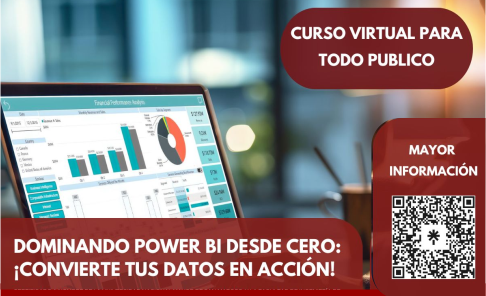 CURSO VIRTUAL PARA
TODO PUBLICO
Financial Performance Analysis
MAYOR
INFORMACIÓN
DOMINANDO POWER BI DESDE CERO:
¡CONVIERTE TUS DATOS EN ACCIÓN!